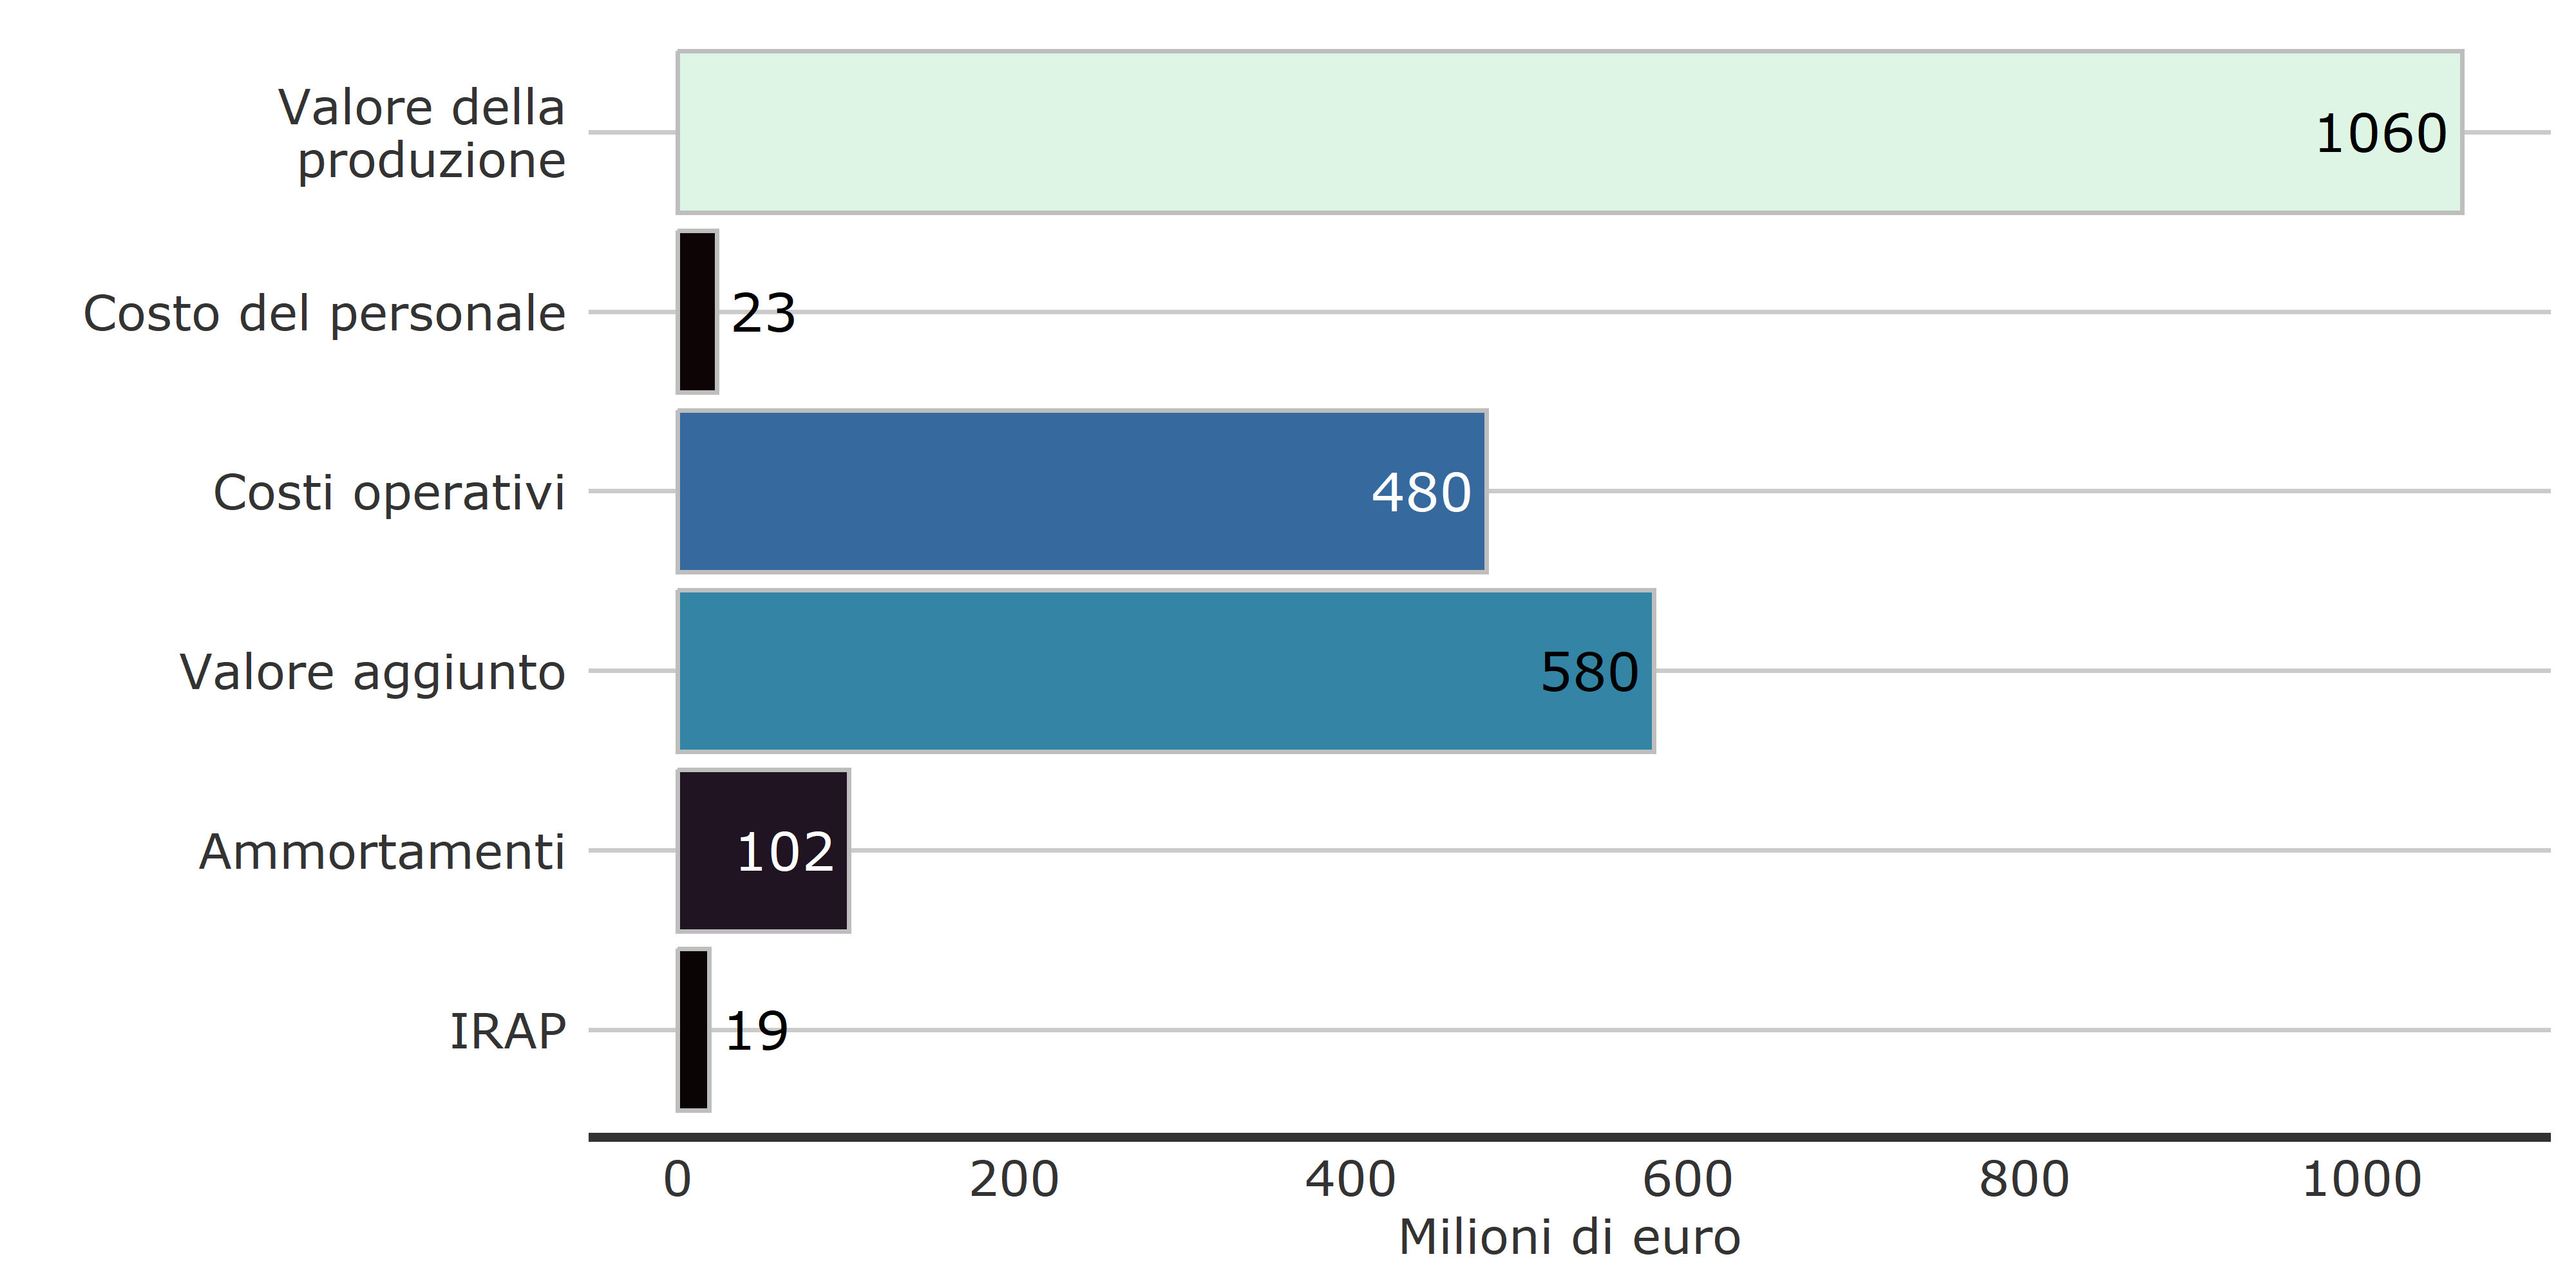 Valore della
produzione
1060
Costo del personale
23
Costi operativi
480
Valore aggiunto
580
Ammortamenti
102
IRAP
19
0 200 400 600 800 1000
Milioni di euro